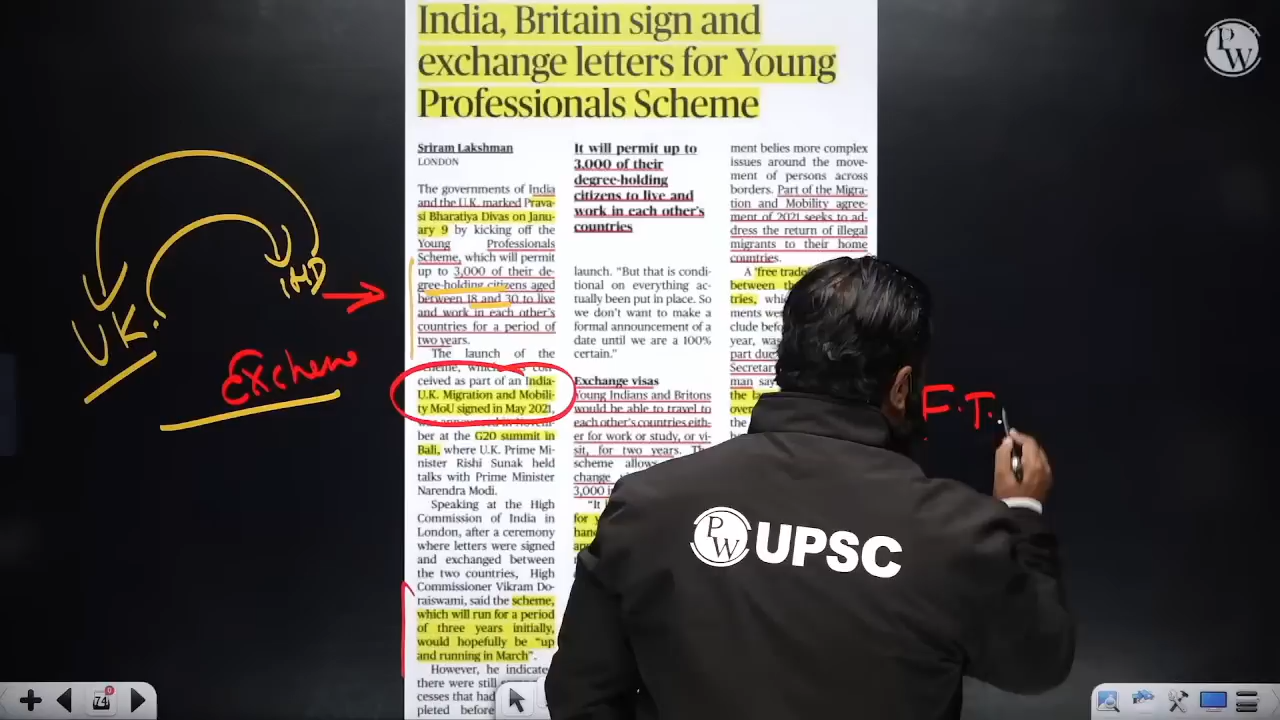 India, Britain sign and
exchange letters for Young
Professionals Scheme
Sriram Lakshman
LONDON
The governments of India
and the U.K. marked Prava-
si Bharatiya Divas on Janu-
ary 9 by kicking off the
Young Professionals
Scheme, which will permit
up to 3,000 of their de-
gree-holding citizens aged
between 18 and 30 to live
and work in each other's
countries for a period of
two years.
The launch of the
ceived as part of an India-
U.K. Migration and Mobili-
ty MoU signed in May 2021,
ber at the G20 summit in
Bali, where U.K. Prime Mi-
nister Rishi Sunak held
talks with Prime Minister
Narendra Modi.
Speaking at the High
Commission of India in
London, after a ceremony
where letters were signed
and exchanged between
the two countries, High
Commissioner Vikram Do-
raiswami, said the scheme,
which will run for a period
of three years initially,
would hopefully be "up
and running in March".
However, he indicate
there were still
cesses that had
pleted before
It will permit up to
3,000 of their
degree-holding
citizens to live and
work in each other's
countries
launch. "But that is condi-
tional on everything ac-
tually been put in place. So
we don't want to make a
formal announcement of a
date until we are a 100%
certain."
Exchange visas
Young Indians and Britons
would be able to travel to
each other's countries eith-
er for work or study, or vi-
sit, for two years. Th
scheme allows
change
3,000 i
"It i
for y
han
ap
ment belies more complex
issues around the move-
ment of persons across
borders. Part of the Migra-
tion and Mobility agree-
ment of 2021 seeks to ad-
dress the return of illegal
migrants to their home
countries.
A 'free trade
between the
tries, whic
ments wer
clude befo
year, was
part due
Secretar
man say
the la
over
the
UK.
IND
F.T.
PW
PW UPSC
74